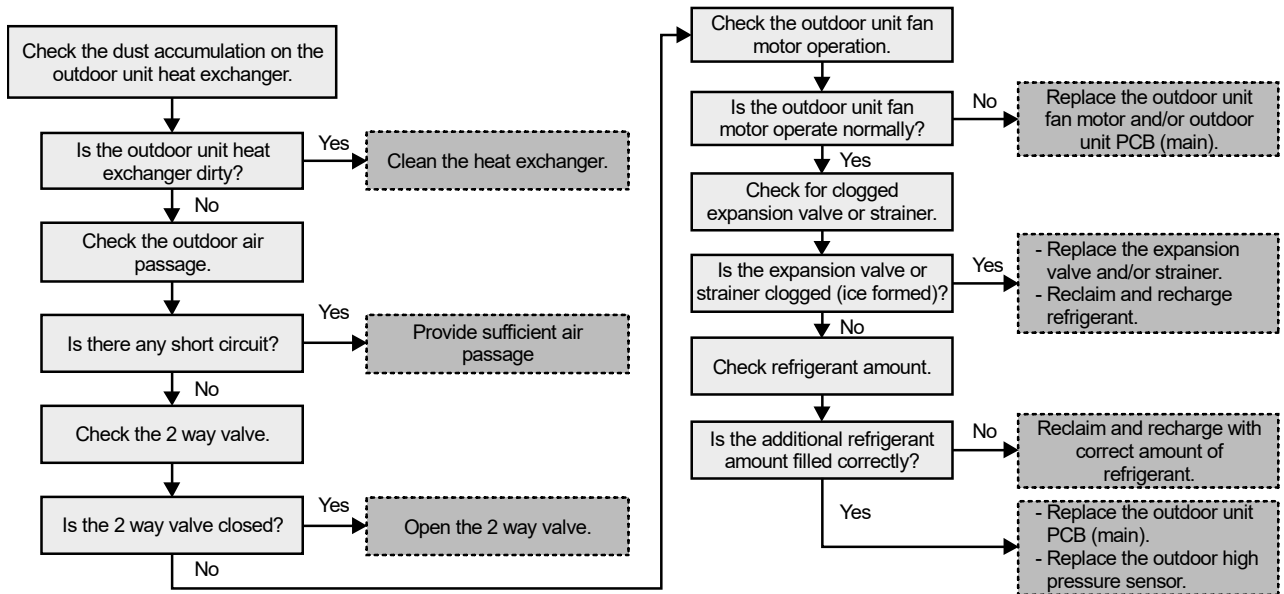 Check the dust accumulation on the
outdoor unit heat exchanger.
Is the outdoor unit heat
exchanger dirty?
Yes
Clean the heat exchanger.
No
Check the outdoor air
passage.
Is there any short circuit?
Yes
Provide sufficient air
passage
No
Check the 2 way valve.
Is the 2 way valve closed?
Yes
Open the 2 way valve.
No
Check the outdoor unit fan
motor operation.
Is the outdoor unit fan
motor operate normally?
No
Replace the outdoor unit
fan motor and/or outdoor
unit PCB (main).
Yes
Check for clogged
expansion valve or strainer.
Is the expansion valve or
strainer clogged (ice formed)?
Yes
- Replace the expansion
valve and/or strainer.
- Reclaim and recharge
refrigerant.
No
Check refrigerant amount.
Is the additional refrigerant
amount filled correctly?
No
Reclaim and recharge with
correct amount of
refrigerant.
Yes
- Replace the outdoor unit
PCB (main).
- Replace the outdoor high
pressure sensor.